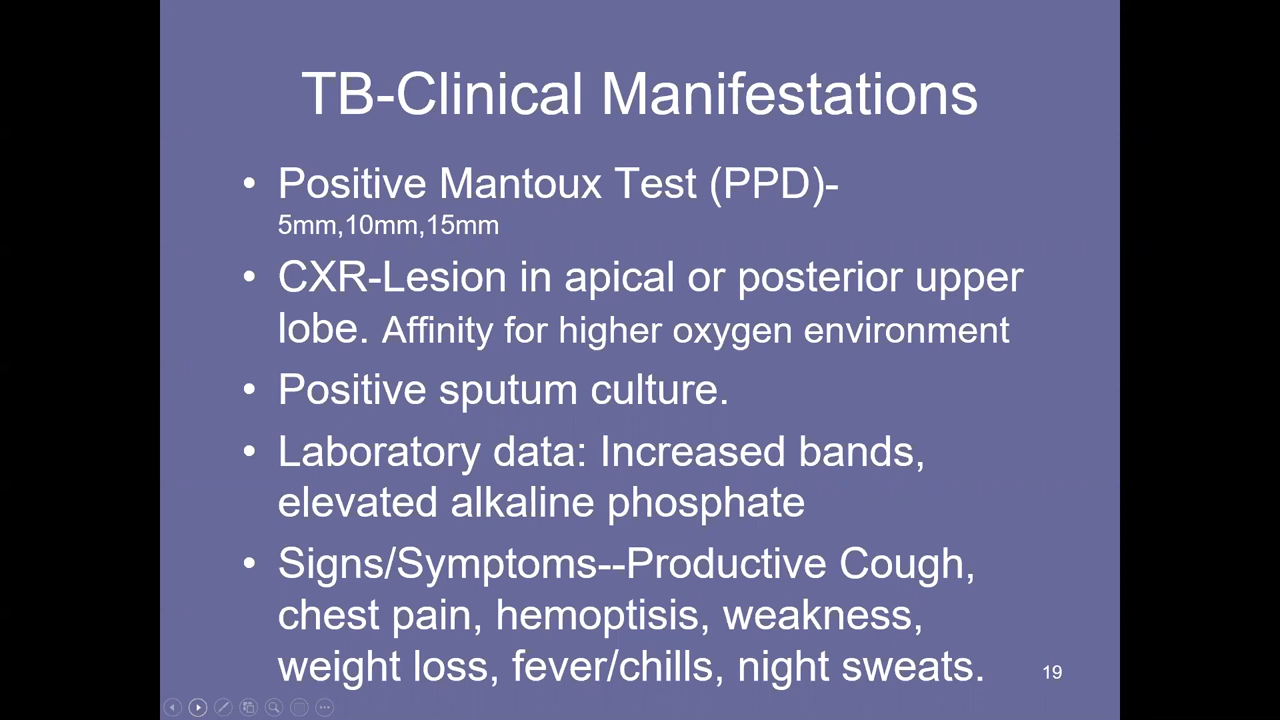 TB-Clinical Manifestations
• Positive Mantoux Test (PPD)-
5mm,10mm,15mm
• CXR-Lesion in apical or posterior upper
lobe. Affinity for higher oxygen environment
• Positive sputum culture.
• Laboratory data: Increased bands,
elevated alkaline phosphate
• Signs/Symptoms--Productive Cough,
chest pain, hemoptisis, weakness,
weight loss, fever/chills, night sweats.
19